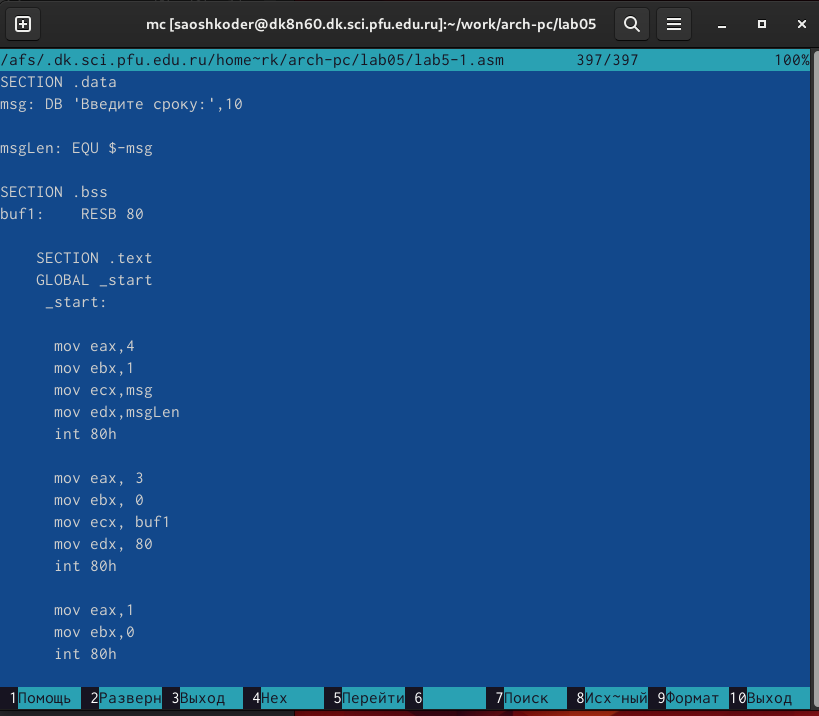 mc [saoshkoder@dk8n60.dk.sci.pfu.edu.ru]:~/work/arch-pc/lab05
/afs/.dk.sci.pfu.edu.ru/home~rk/arch-pc/lab05/lab5-1.asm 397/397 100%
SECTION .data
msg: DB 'Введите сроку:',10
msgLen: EQU $-msg
SECTION .bss
buf1: RESB 80
SECTION .text
GLOBAL _start
_start:
mov eax,4
mov ebx,1
mov ecx,msg
mov edx,msgLen
int 80h
mov eax, 3
mov ebx, 0
mov ecx, buf1
mov edx, 80
int 80h
mov eax,1
mov ebx,0
int 80h
1Помощь 2Разверн 3Выход 4Hex 5Перейти 6 7Поиск 8Исх~ный 9Формат 10Выход